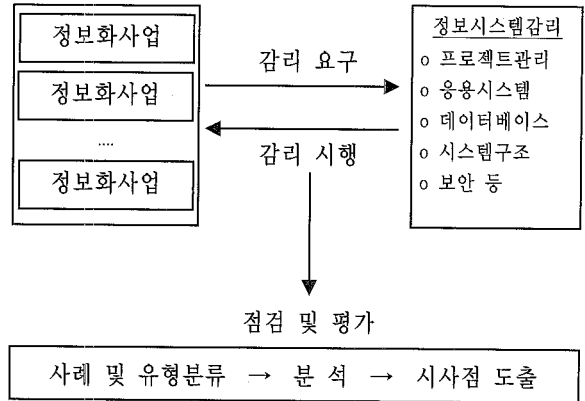 정보화사업
정보화사업
....
정보화사업
감리 요구
감리 시행
정보시스템감리
o 프로젝트관리
o 응용시스템
o 데이터베이스
o 시스템구조
o 보안 등
점검 및 평가
사례 및 유형분류 → 분 석 → 시사점 도출